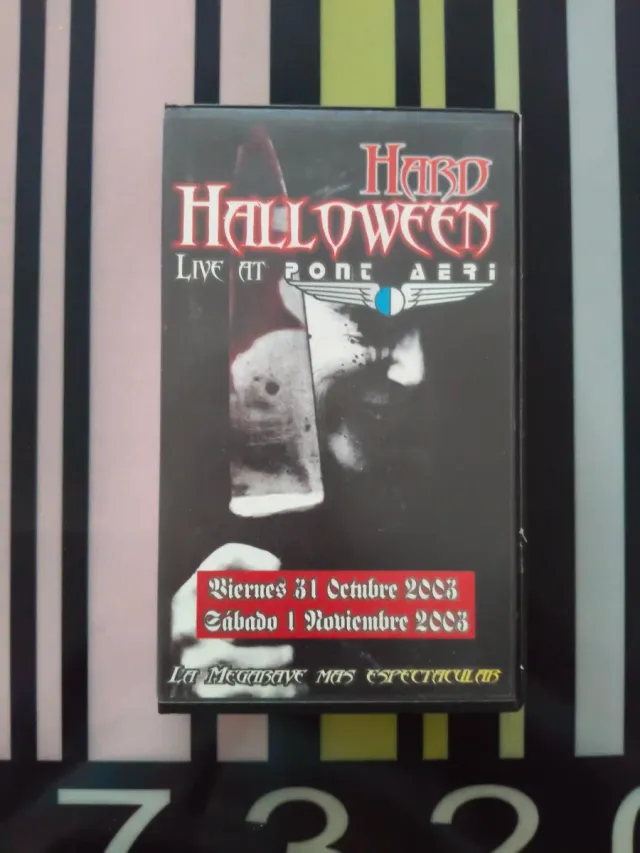 HARD
HALLOWEEN
LIVE AT PONT AERI
Viernes 31 Octubre 2003
Sábado 1 Noviembre 2003
LA MEGARAVE MAS ESPECTACULAR
7320